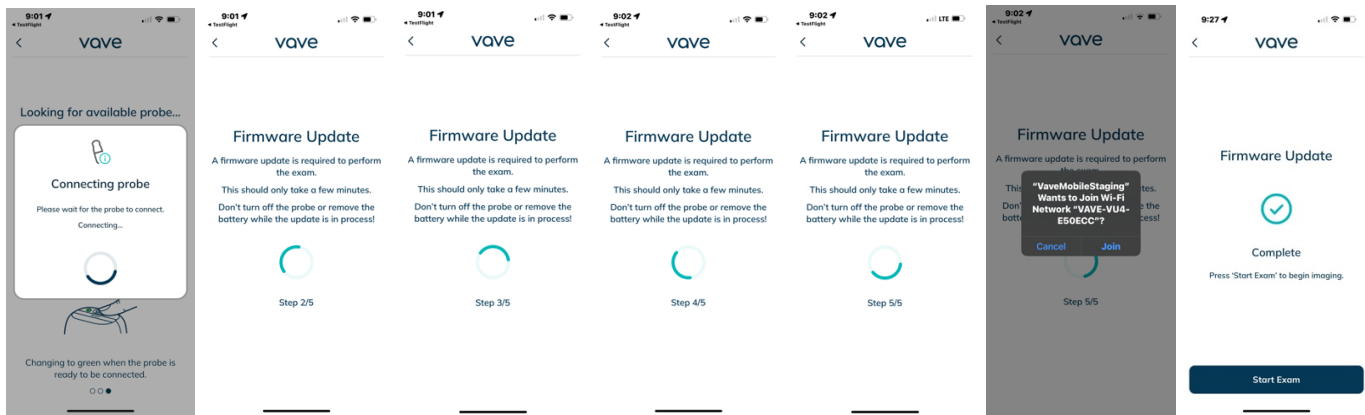 9:01
TestFlight
vave
Looking for available probe...
Connecting probe
Please wait for the probe to connect.
Connecting...
Changing to green when the probe is
ready to be connected.
9:01
TestFlight
vave
Firmware Update
A firmware update is required to perform
the exam.
This should only take a few minutes.
Don't turn off the probe or remove the
battery while the update is in process!
Step 2/5
9:01
TestFlight
vave
Firmware Update
A firmware update is required to perform
the exam.
This should only take a few minutes.
Don't turn off the probe or remove the
battery while the update is in process!
Step 3/5
9:02
TestFlight
vave
Firmware Update
A firmware update is required to perform
the exam.
This should only take a few minutes.
Don't turn off the probe or remove the
battery while the update is in process!
Step 4/5
9:02
TestFlight
LTE
vave
Firmware Update
A firmware update is required to perform
the exam.
This should only take a few minutes.
Don't turn off the probe or remove the
battery while the update is in process!
Step 5/5
9:02
TestFlight
vave
Firmware Update
A firmware update is required to perform
"VaveMobileStaging"
Wants to Join Wi-Fi
Network "VAVE-VU4-
E50ECC"?
Cancel Join
Step 5/5
9:27
vave
Firmware Update
Complete
Press 'Start Exam' to begin imaging.
Start Exam